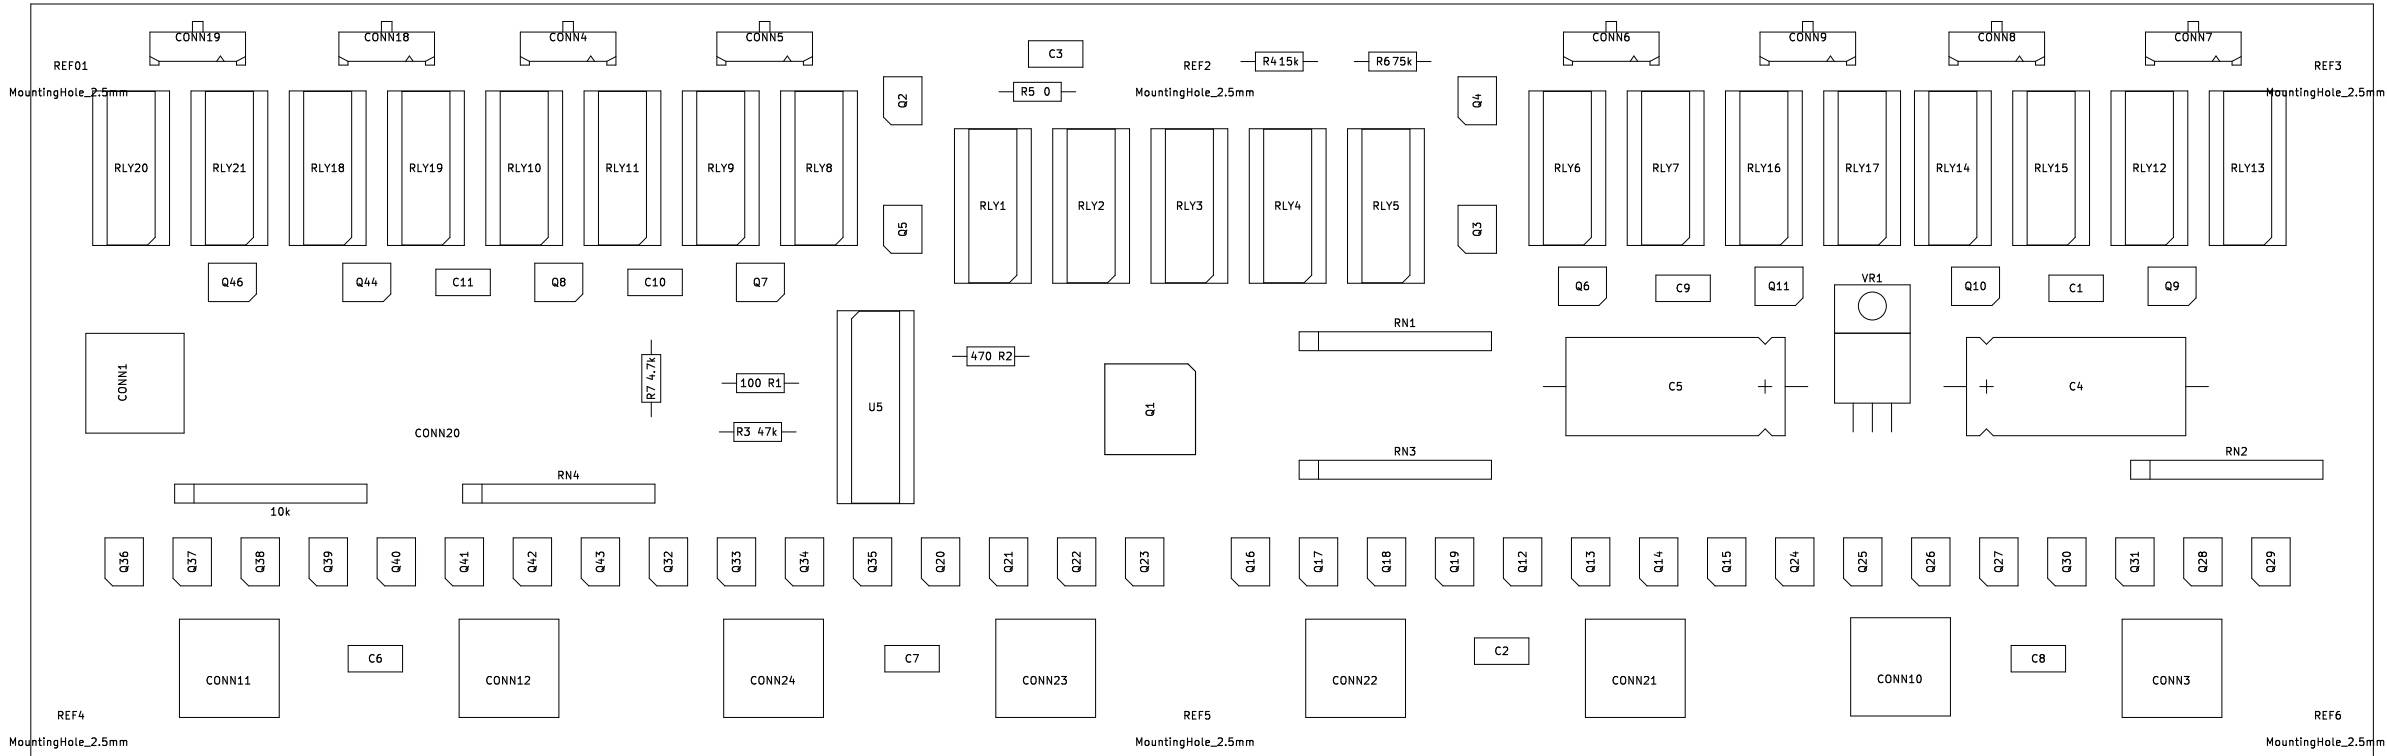 CONN19 CONN18 CONN4 CONN5 CONN6 CONN9 CONN8 CONN7
C3 R4 15k R6 75k
REF01 REF2 REF3
MountingHole_2.5mm R5 0 MountingHole_2.5mm MountingHole_2.5mm
Q2 Q4
RLY20 RLY21 RLY18 RLY19 RLY10 RLY11 RLY9 RLY8 RLY6 RLY7 RLY16 RLY17 RLY14 RLY15 RLY12 RLY13
RLY1 RLY2 RLY3 RLY4 RLY5
Q5 Q3
Q46 Q44 C11 Q8 C10 Q7 Q6 C9 Q11 VR1 Q10 C1 Q9
RN1
470 R2
CONN1 R7 4.7k 100 R1 C5 C4
U5 Q1
CONN20 R3 47k
RN4 RN3 RN2
10k
Q36 Q37 Q38 Q39 Q40 Q41 Q42 Q43 Q32 Q33 Q34 Q35 Q20 Q21 Q22 Q23 Q16 Q17 Q18 Q19 Q12 Q13 Q14 Q15 Q24 Q25 Q26 Q27 Q30 Q31 Q28 Q29
C6 C7 C2 C8
CONN11 CONN12 CONN24 CONN23 CONN22 CONN21 CONN10 CONN3
REF4 REF5 REF6
MountingHole_2.5mm MountingHole_2.5mm MountingHole_2.5mm